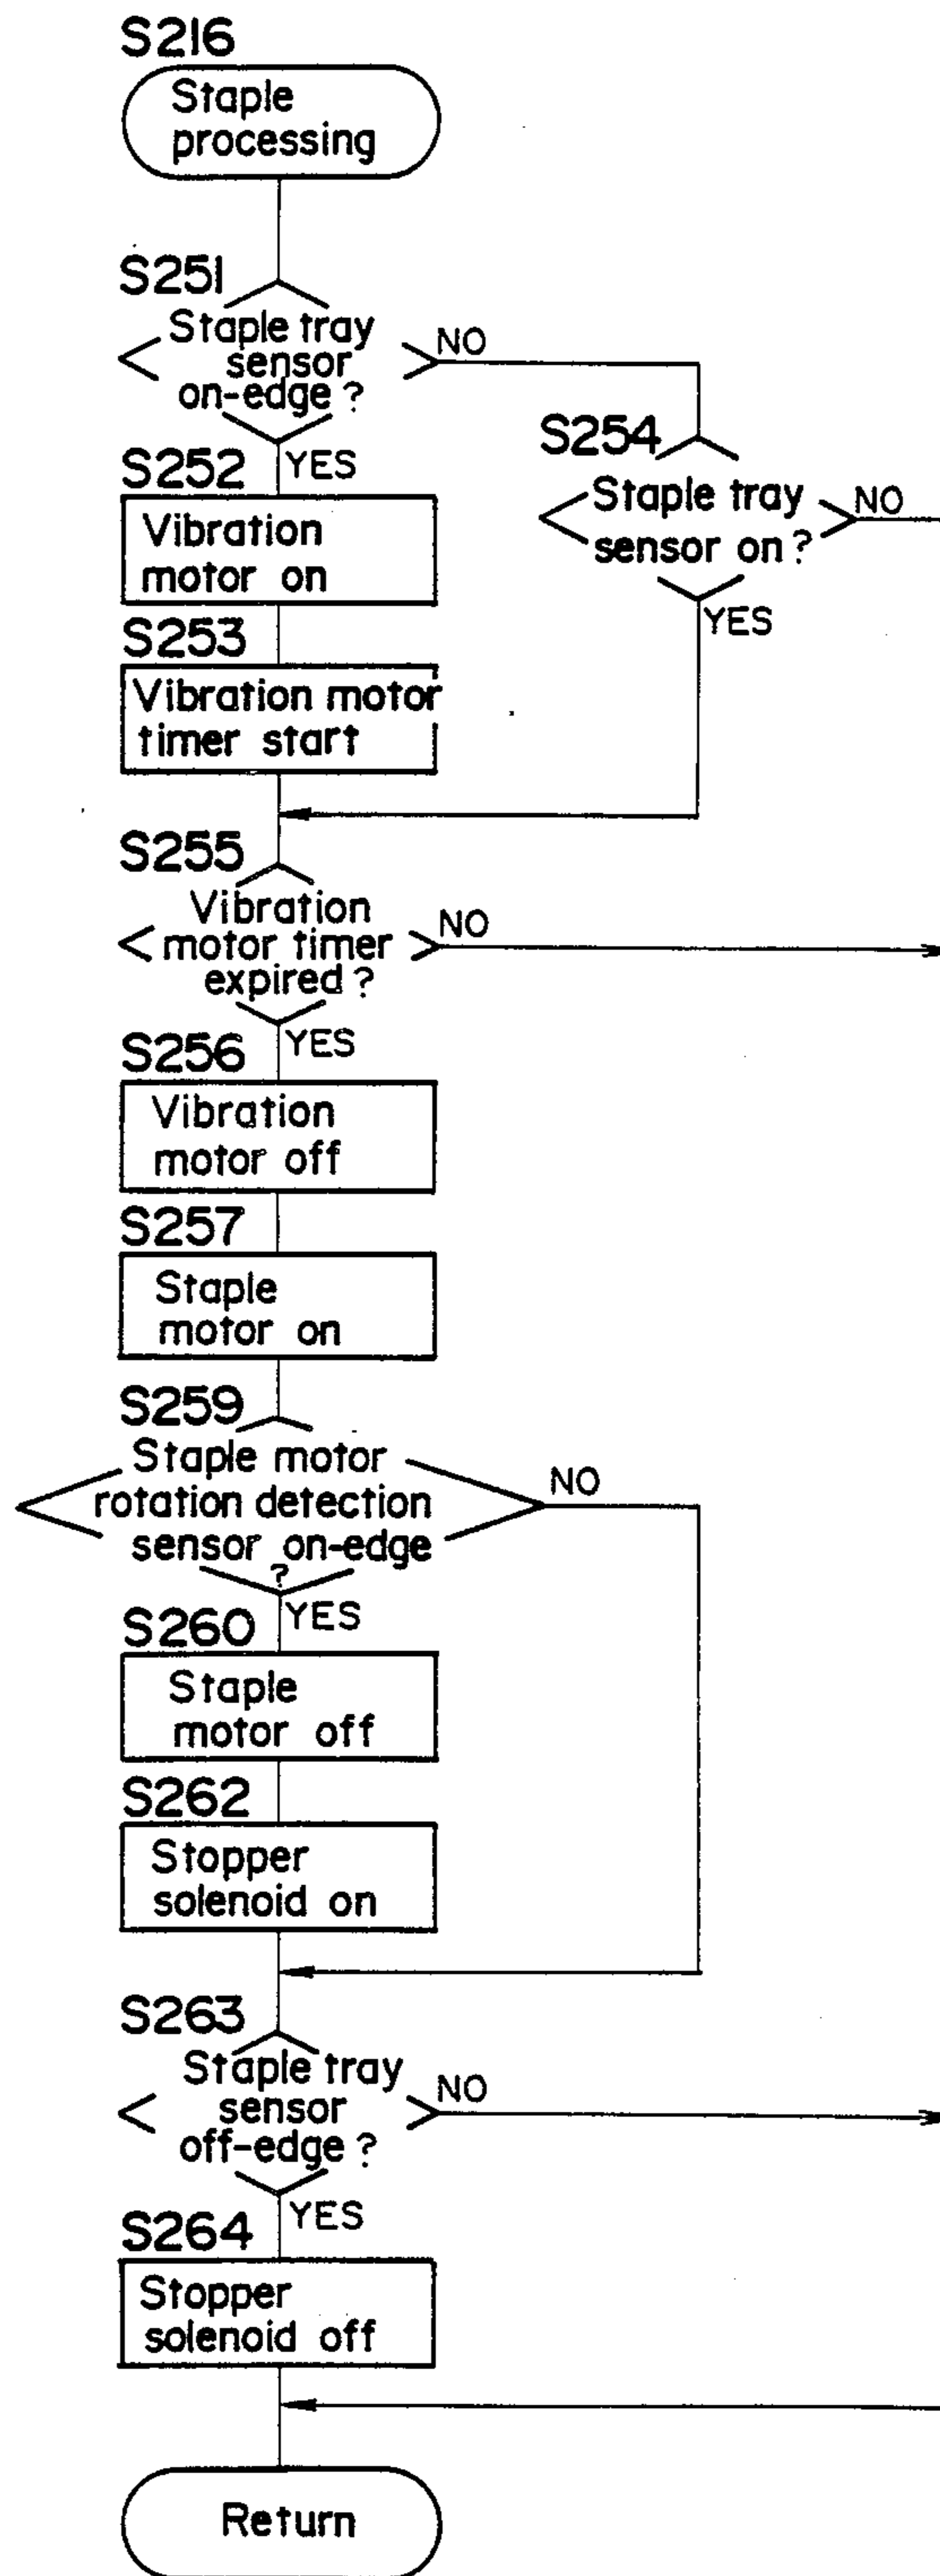 S216
Staple
processing
S251
Staple tray
sensor
on-edge ?
NO
YES
S254
Staple tray
sensor on ?
NO
YES
S252
Vibration
motor on
S253
Vibration motor
timer start
S255
Vibration
motor timer
expired ?
NO
YES
S256
Vibration
motor off
S257
Staple
motor on
S259
Staple motor
rotation detection
sensor on-edge
?
NO
YES
S260
Staple
motor off
S262
Stopper
solenoid on
S263
Staple tray
sensor
off-edge ?
NO
YES
S264
Stopper
solenoid off
Return